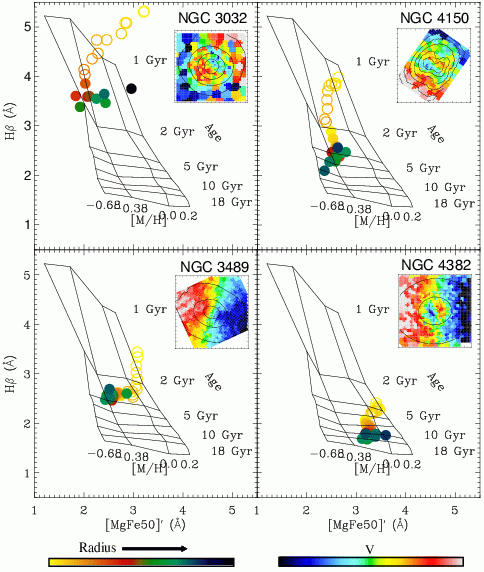 NGC 3032
NGC 4150
5
4
3
2
1
Hβ (Å)
1 Gyr
2 Gyr
Age
5 Gyr
10 Gyr
18 Gyr
−0.68
−0.38
0.0
0.2
[M/H]
1 Gyr
2 Gyr
Age
5 Gyr
10 Gyr
18 Gyr
−0.68
−0.38
0.0
0.2
[M/H]
NGC 3489
NGC 4382
5
4
3
2
1
Hβ (Å)
1 Gyr
2 Gyr
Age
5 Gyr
10 Gyr
18 Gyr
−0.68
−0.38
0.0
0.2
[M/H]
1 Gyr
2 Gyr
Age
5 Gyr
10 Gyr
18 Gyr
−0.68
−0.38
0.0
0.2
[M/H]
1 2 3 4 5
2 3 4 5
[MgFe50]′ (Å)
[MgFe50]′ (Å)
Radius
V